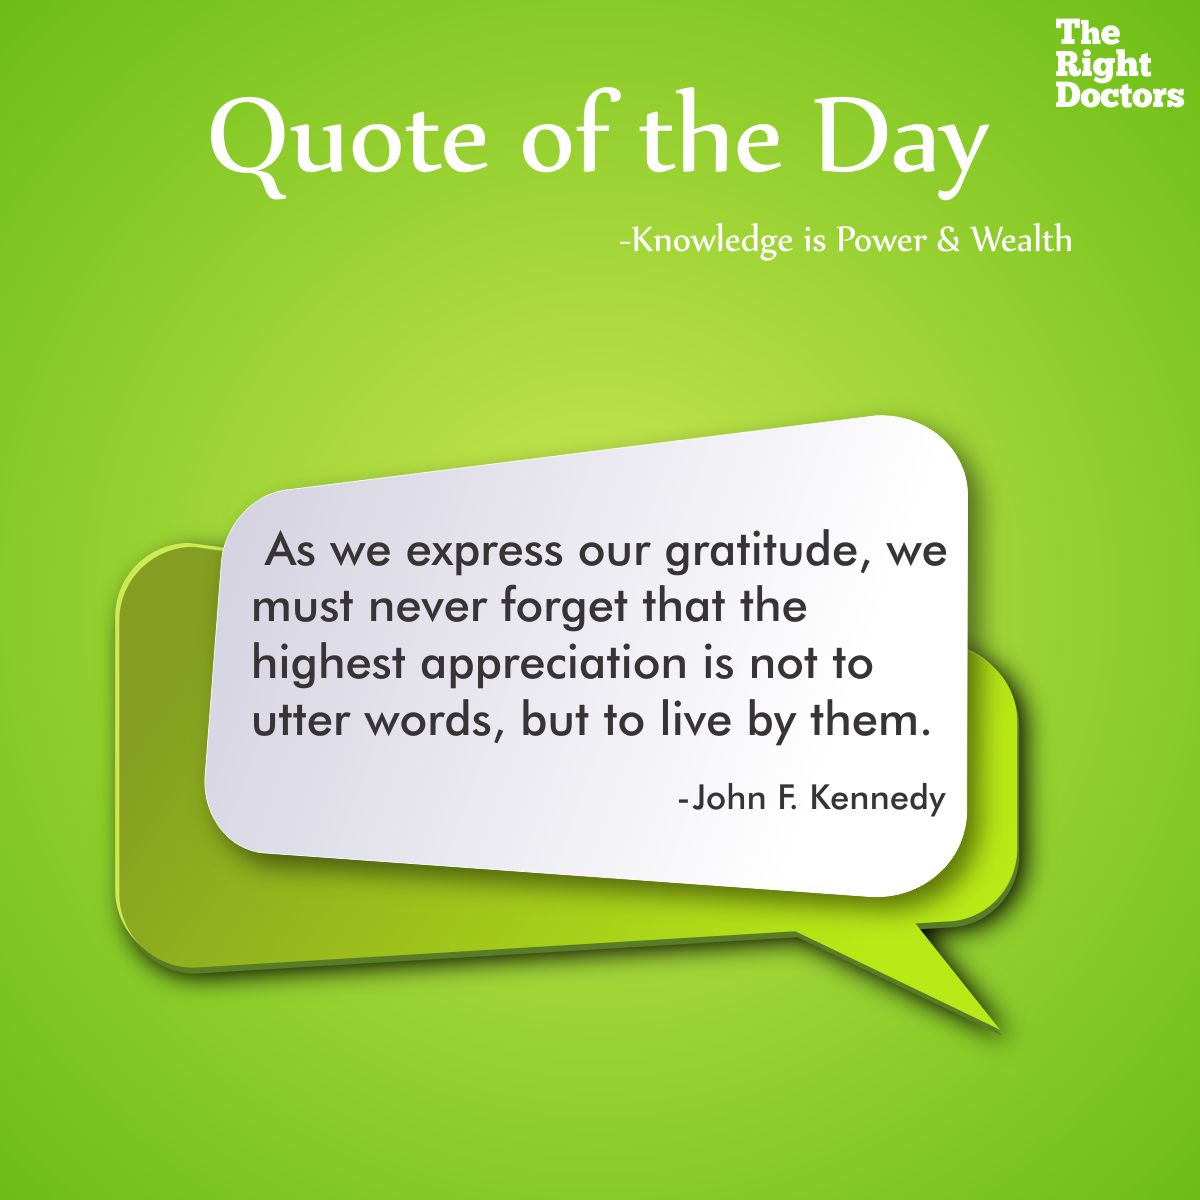 The
Right
Doctors
Quote of the Day
-Knowledge is Power & Wealth
As we express our gratitude, we
must never forget that the
highest appreciation is not to
utter words, but to live by them.
-John F. Kennedy